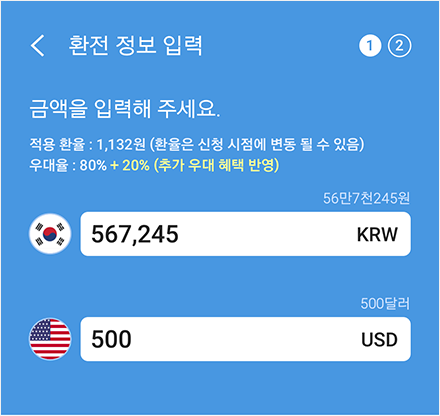 환전 정보 입력 1 2
금액을 입력해 주세요.
적용 환율 : 1,132원 (환율은 신청 시점에 변동 될 수 있음)
우대율 : 80% + 20% (추가 우대 혜택 반영)
56만7천245원
567,245 KRW
500달러
500 USD